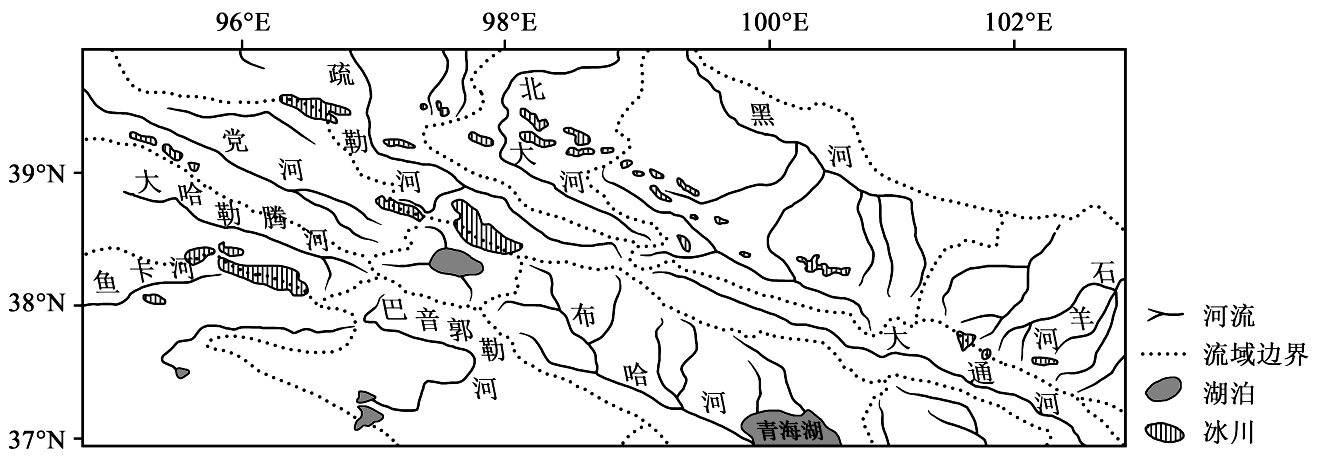 96°E 98°E 100°E 102°E
39°N
38°N
37°N
疏勒河
北大河
黑河
党河
大哈勒腾河
鱼卡河
巴音郭勒河
布哈河
大通河
石羊河
青海湖
河流
流域边界
湖泊
冰川